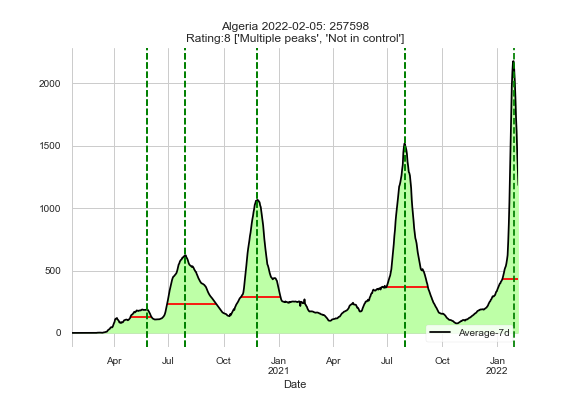 Algeria 2022-02-05: 257598
Rating:8 ['Multiple peaks', 'Not in control']
2000
1500
1000
500
0
Average-7d
Apr Jul Oct Jan Apr Jul Oct Jan
2021 2022
Date